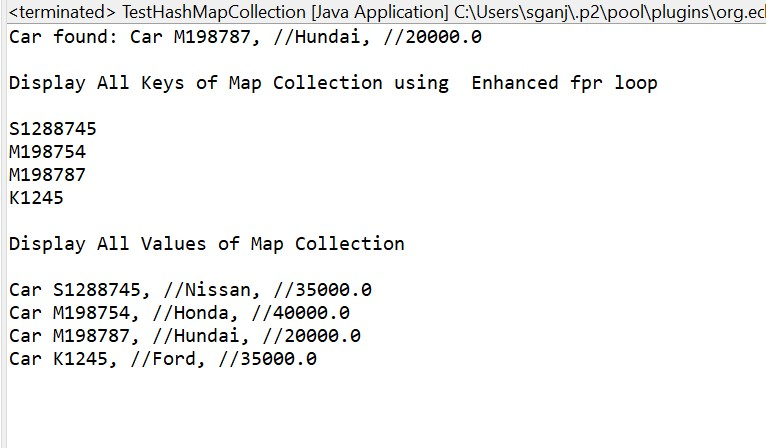 <terminated> TestHashMapCollection [Java Application] C:\Users\sganj\.p2\pool\plugins\org.ecl
Car found: Car M198787, //Hundai, //20000.0
Display All Keys of Map Collection using  Enhanced fpr loop
S1288745
M198754
M198787
K1245
Display All Values of Map Collection
Car S1288745, //Nissan, //35000.0
Car M198754, //Honda, //40000.0
Car M198787, //Hundai, //20000.0
Car K1245, //Ford, //35000.0